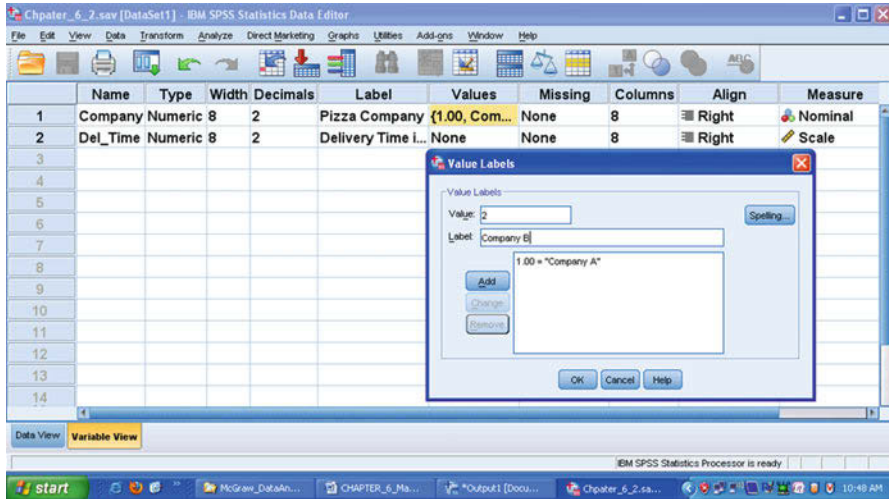 Chpater_6_2.sav [DataSet1] - IBM SPSS Statistics Data Editor
File Edit View Data Transform Analyze Direct Marketing Graphs Utilities Add-ons Window Help
Name Type Width Decimals Label Values Missing Columns Align Measure
1 Company Numeric 8 2 Pizza Company {1.00, Com... None 8 Right Nominal
2 Del_Time Numeric 8 2 Delivery Time i... None None 8 Right Scale
3
4
5
6
7
8
9
10
11
12
13
14
Value Labels
Value Labels
Value: 2
Spelling...
Label: Company B
1.00 = "Company A"
Add
Change
Remove
OK Cancel Help
Data View Variable View
IBM SPSS Statistics Processor is ready
start McGraw_DataAn... CHAPTER_6_Ma... *Output1 [Docu... Chpater_6_2.sa... 10:48 AM